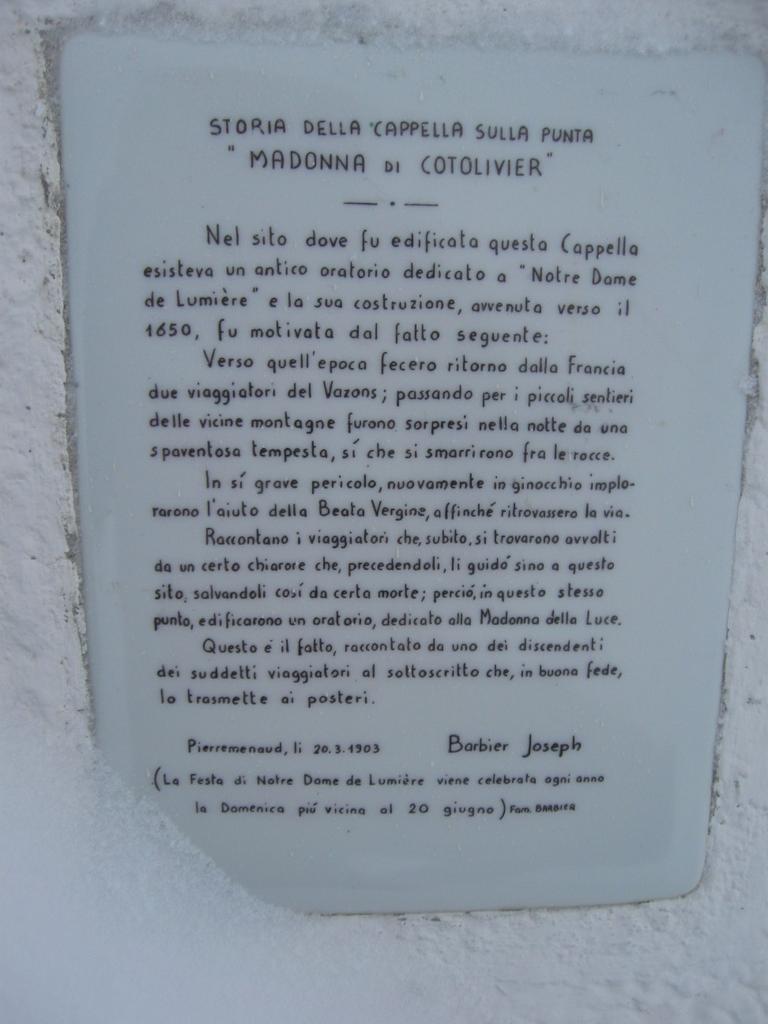 STORIA DELLA CAPPELLA SULLA PUNTA
"MADONNA DI COTOLIVIER"
— . —
Nel sito dove fu edificata questa Cappella
esisteva un antico oratorio dedicato a "Notre Dame
de Lumière" e la sua costruzione, avvenuta verso il
1650, fu motivata dal fatto seguente:
Verso quell'epoca fecero ritorno dalla Francia
due viaggiatori del Vazons; passando per i piccoli sentieri
delle vicine montagne furono sorpresi nella notte da una
spaventosa tempesta, sí che si smarrirono fra le rocce.
In sí grave pericolo, nuovamente in ginocchio implo-
rarono l'aiuto della Beata Vergine, affinché ritrovassero la via.
Raccontano i viaggiatori che, subito, si trovarono avvolti
da un certo chiarore che, precedendoli, li guidó sino a questo
sito, salvandoli cosí da certa morte; perció, in questo stesso
punto, edificarono un oratorio, dedicato alla Madonna della Luce.
Questo é il fatto, raccontato da uno dei discendenti
dei suddetti viaggiatori al sottoscritto che, in buona fede,
lo trasmette ai posteri.
Pierremenaud, li 20.3.1903 Barbier Joseph
(La Festa di Notre Dame de Lumière viene celebrata ogni anno
la Domenica piú vicina al 20 giugno) Fam. BARBIER